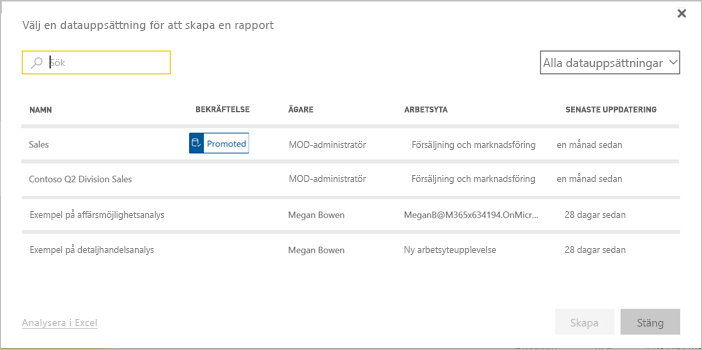 Välj en datauppsättning för att skapa en rapport
Sök
Alla datauppsättningar
NAMN BEKRÄFTELSE ÄGARE ARBETSYTA SENASTE UPPDATERING
Sales Promoted MOD-administratör Försäljning och marknadsföring en månad sedan
Contoso Q2 Division Sales MOD-administratör Försäljning och marknadsföring en månad sedan
Exempel på affärsmöjlighetsanalys Megan Bowen MeganB@M365x634194.OnMicr... 28 dagar sedan
Exempel på detaljhandelsanalys Megan Bowen Ny arbetsyteupplevelse 28 dagar sedan
Analysera i Excel Skapa Stäng